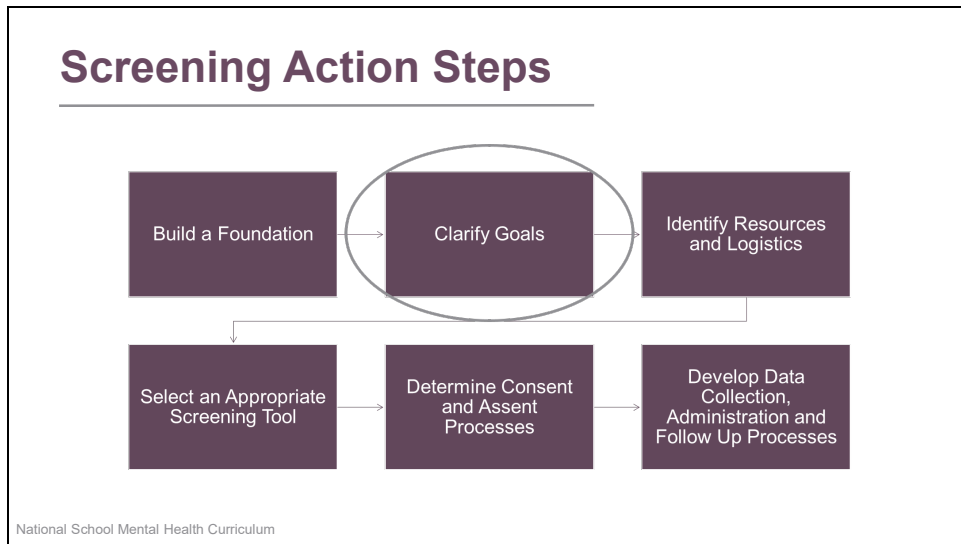 Screening Action Steps
Build a Foundation
Clarify Goals
Identify Resources
and Logistics
Select an Appropriate
Screening Tool
Determine Consent
and Assent
Processes
Develop Data
Collection,
Administration and
Follow Up Processes
National School Mental Health Curriculum